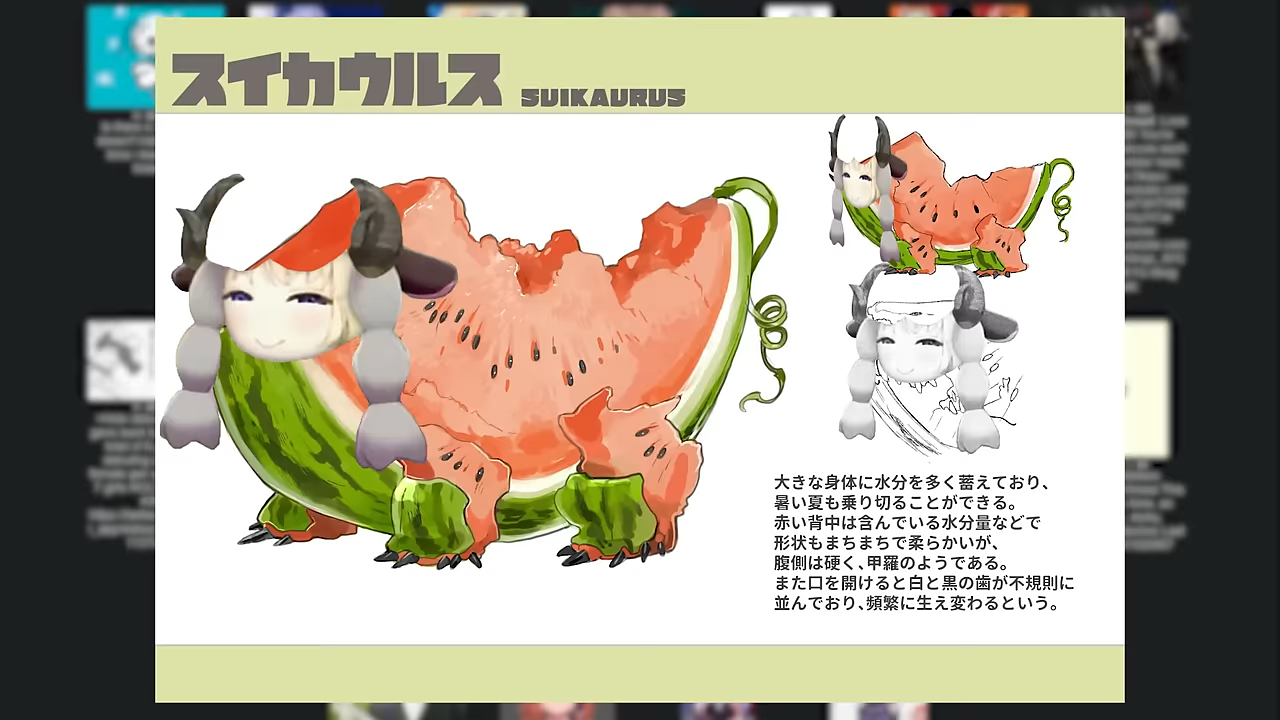 スイカウルス SUIKAURUS
大きな身体に水分を多く蓄えており、
暑い夏も乗り切ることができる。
赤い背中は含んでいる水分量などで
形状もまちまちで柔らかいが、
腹側は硬く、甲羅のようである。
また口を開けると白と黒の歯が不規則に
並んでおり、頻繁に生え変わるという。